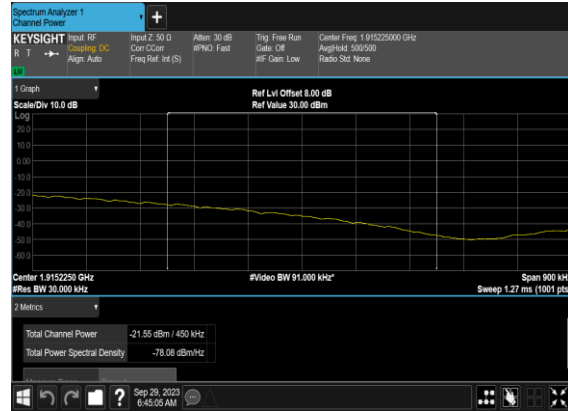 Spectrum Analyzer 1
Channel Power
+
KEYSIGHT
R T
LM
Input: RF
Coupling: DC
Align: Auto
Input Z: 50 Ω
Corr CCorr
Freq Ref: Int (S)
Atten: 30 dB
#PNO: Fast
Trig: Free Run
Gate: Off
#IF Gain: Low
Center Freq: 1.915225000 GHz
Avg|Hold: 500/500
Radio Std: None
1 Graph
Scale/Div 10.0 dB
Ref Lvl Offset 8.00 dB
Ref Value 30.00 dBm
Log
20.0
10.0
0.00
-10.0
-20.0
-30.0
-40.0
-50.0
-60.0
Center 1.9152250 GHz
#Res BW 30.000 kHz
#Video BW 91.000 kHz*
Span 900 kHz
Sweep 1.27 ms (1001 pts)
2 Metrics
Total Channel Power -21.55 dBm / 450 kHz
Total Power Spectral Density -78.08 dBm/Hz
?
Sep 29, 2023
6:45:05 AM